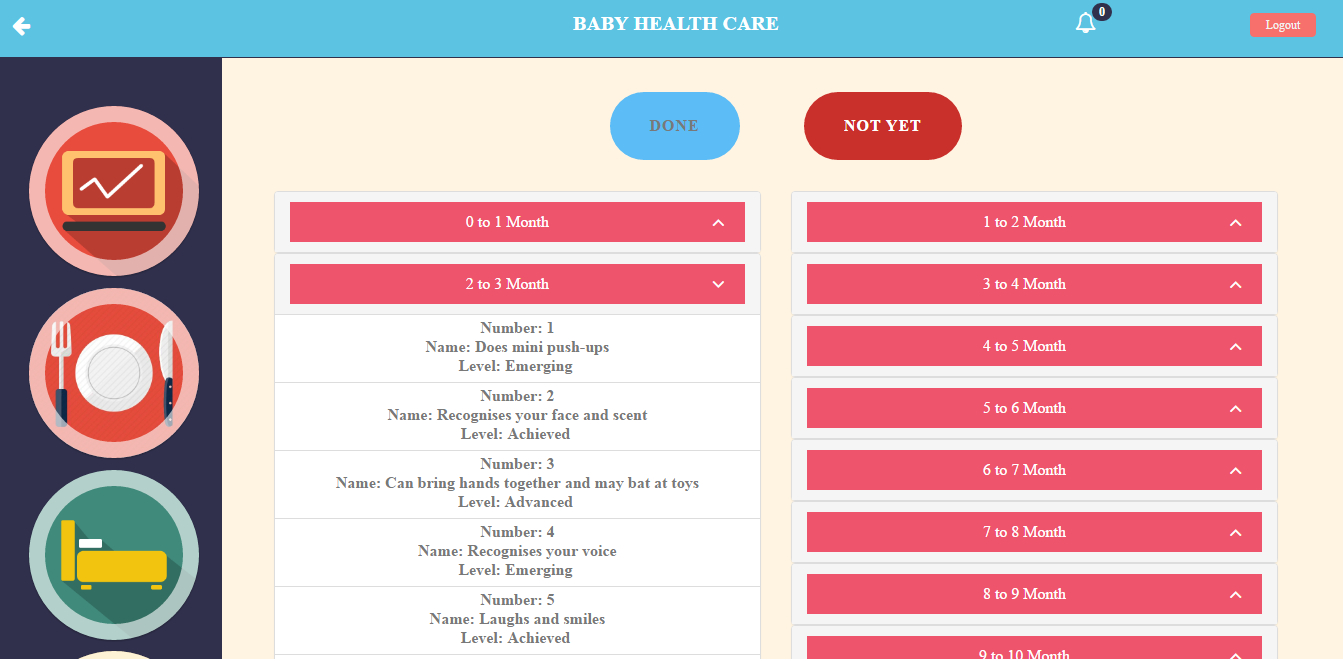 BABY HEALTH CARE
0
Logout
DONE
NOT YET
0 to 1 Month
2 to 3 Month
Number: 1
Name: Does mini push-ups
Level: Emerging
Number: 2
Name: Recognises your face and scent
Level: Achieved
Number: 3
Name: Can bring hands together and may bat at toys
Level: Advanced
Number: 4
Name: Recognises your voice
Level: Emerging
Number: 5
Name: Laughs and smiles
Level: Achieved
1 to 2 Month
3 to 4 Month
4 to 5 Month
5 to 6 Month
6 to 7 Month
7 to 8 Month
8 to 9 Month
9 to 10 Month